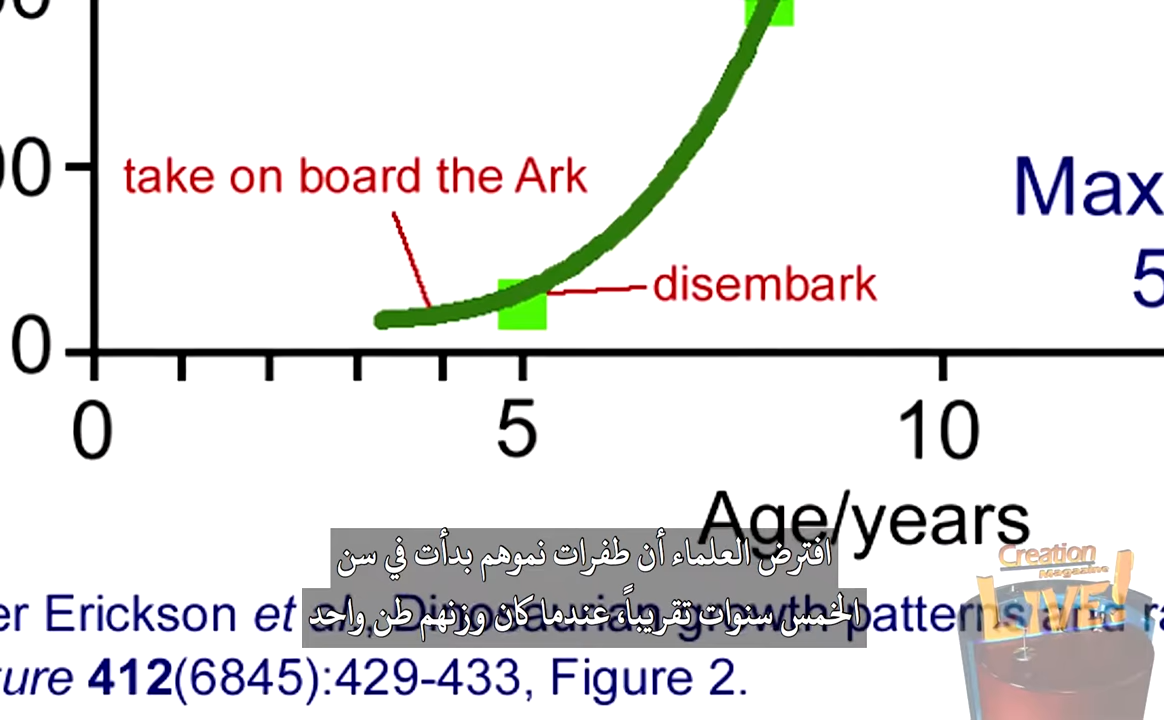 take on board the Ark
Max
disembark
5
0
0 5 10
Age/years
افترض العلماء أن طفرات نموهم بدأت في سن
الخمس سنوات تقريباً، عندما كان وزنهم طن واحد
er Erickson et al., Dinosaurian growth patterns and ra
ure 412(6845):429-433, Figure 2.
Creation
Magazine
LIVE!